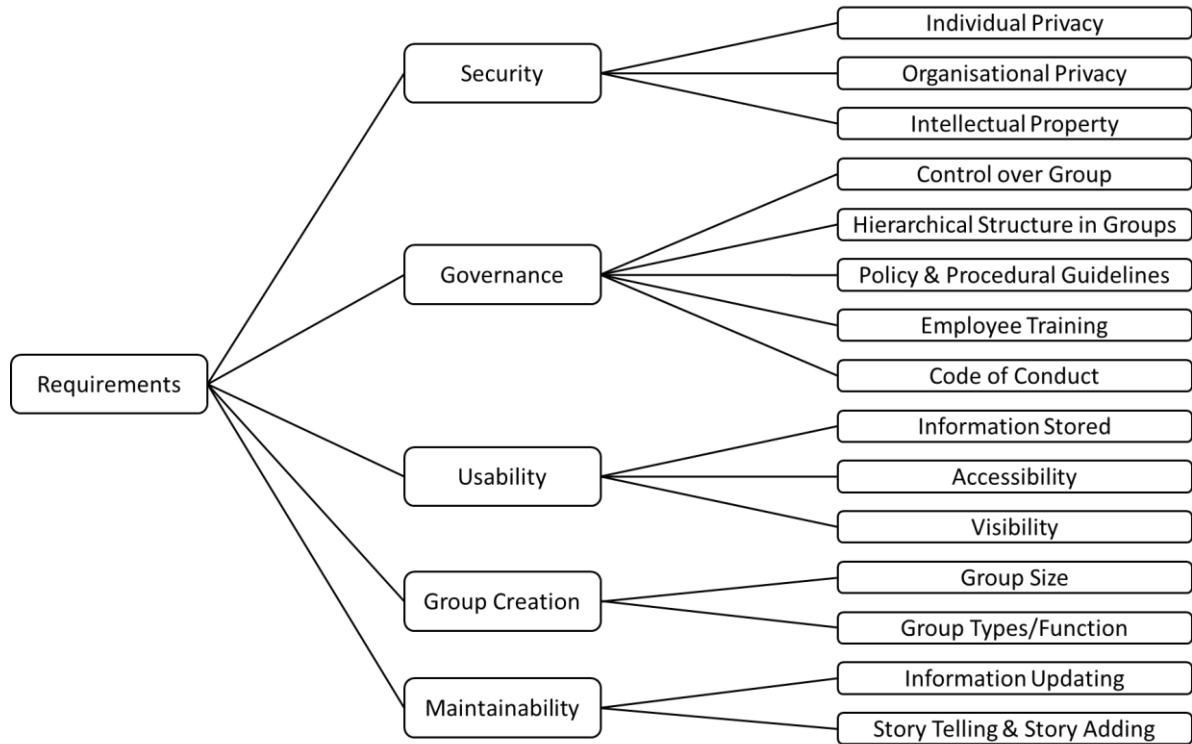 Requirements
Security
Individual Privacy
Organisational Privacy
Intellectual Property
Governance
Control over Group
Hierarchical Structure in Groups
Policy & Procedural Guidelines
Employee Training
Code of Conduct
Usability
Information Stored
Accessibility
Visibility
Group Creation
Group Size
Group Types/Function
Maintainability
Information Updating
Story Telling & Story Adding